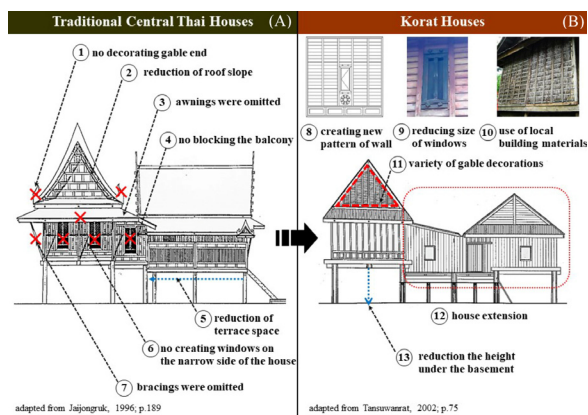 Traditional Central Thai Houses (A)
1 no decorating gable end
2 reduction of roof slope
3 awnings were omitted
4 no blocking the balcony
5 reduction of
terrace space
6 no creating windows on
the narrow side of the house
7 bracings were omitted
adapted from Jaijongruk, 1996; p.189
Korat Houses (B)
8 creating new
pattern of wall
9 reducing size
of windows
10 use of local
building materials
11 variety of gable decorations
12 house extension
13 reduction the height
under the basement
adapted from Tansuwanrat, 2002; p.75